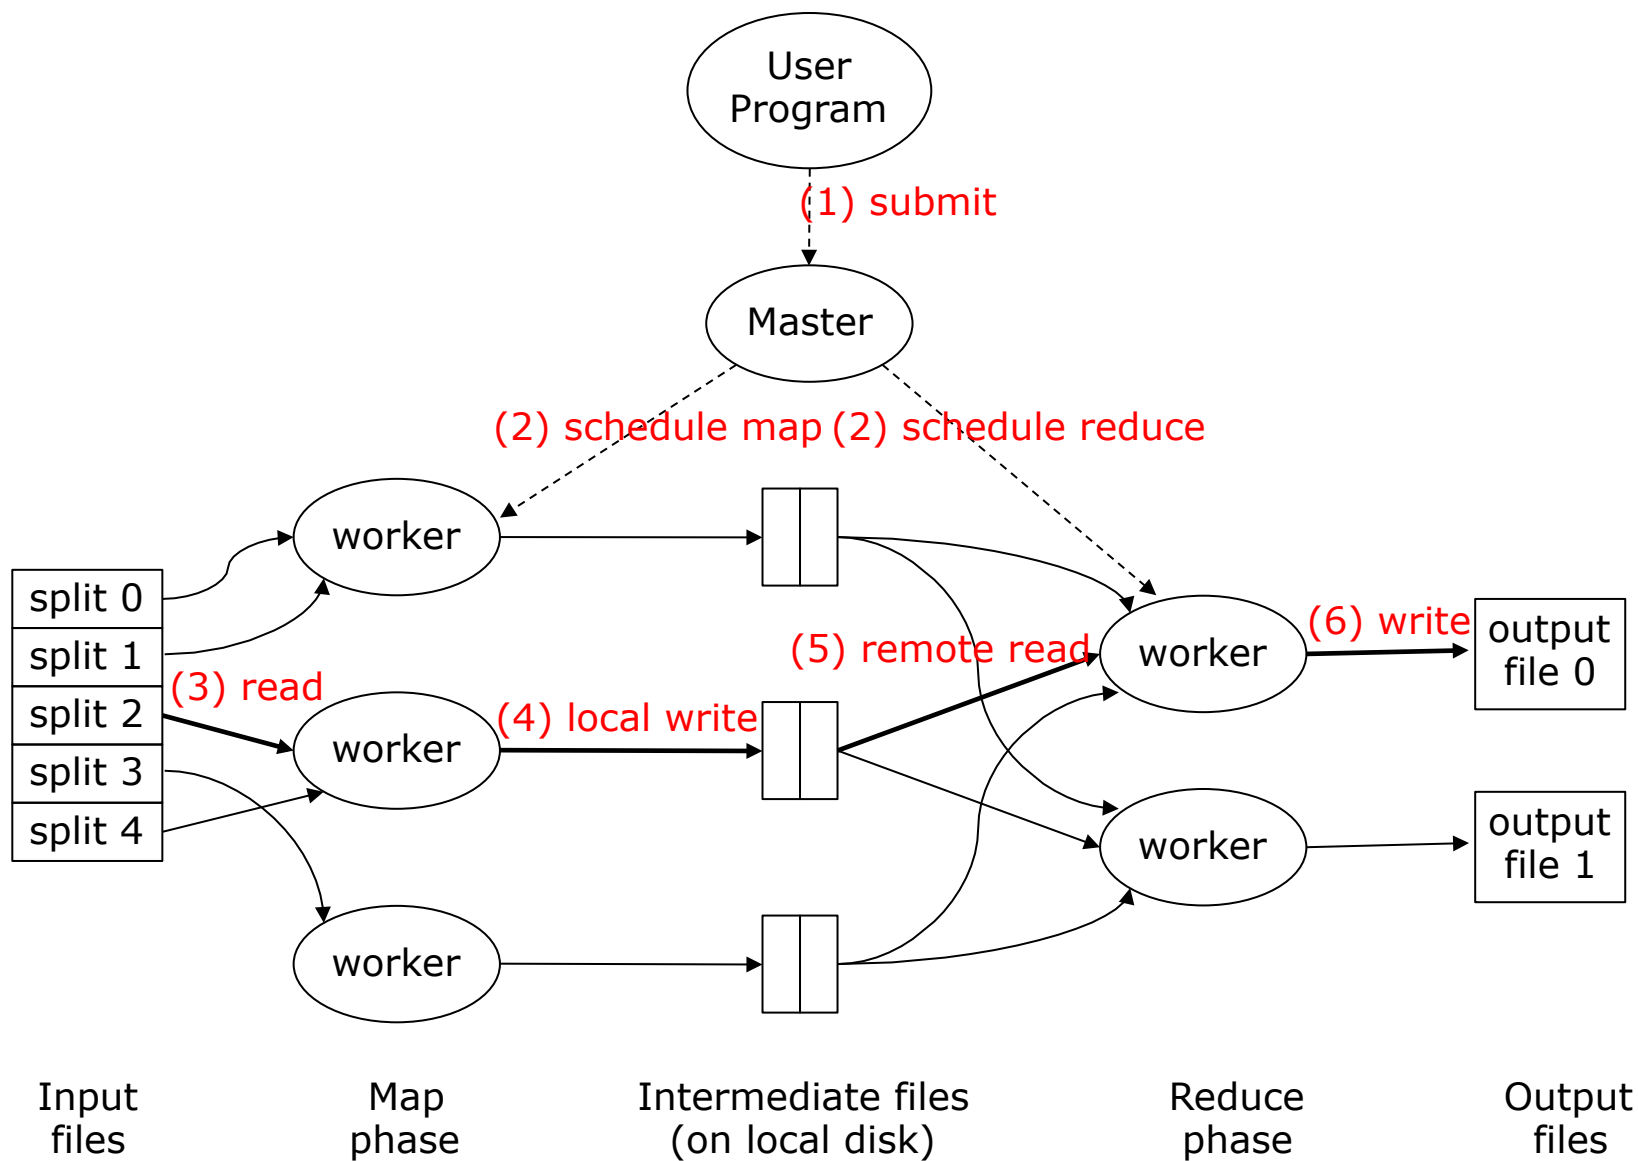 User
Program
(1) submit
Master
(2) schedule map
(2) schedule reduce
worker
split 0
split 1
split 2
split 3
split 4
(3) read
worker
(4) local write
worker
(5) remote read
worker
(6) write
output
file 0
worker
output
file 1
Input
files
Map
phase
Intermediate files
(on local disk)
Reduce
phase
Output
files